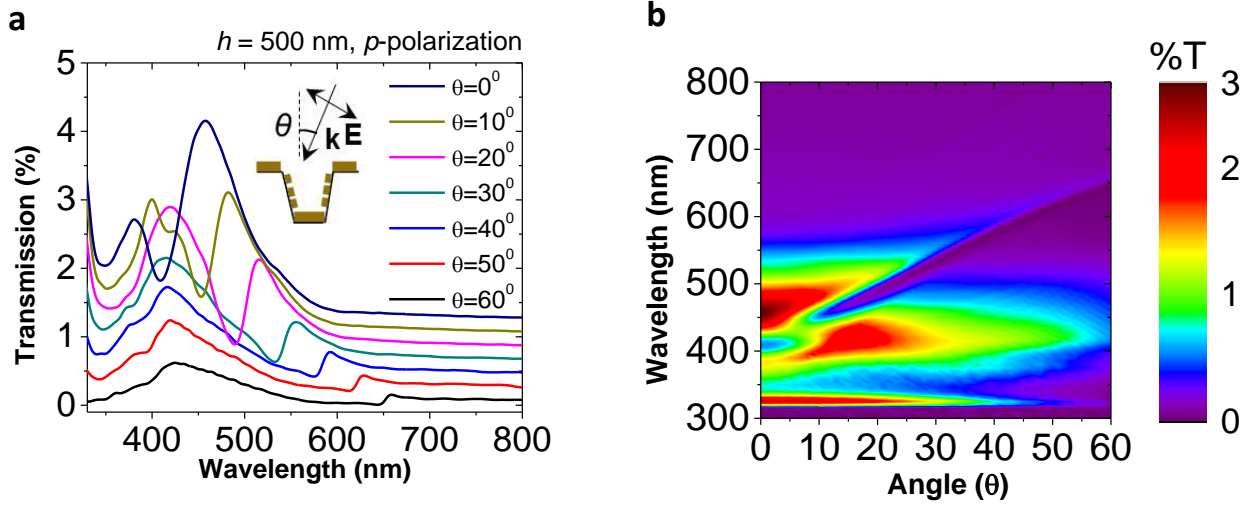 a
h = 500 nm, p-polarization
5
4
3
2
1
0
Transmission (%)
400 500 600 700 800
Wavelength (nm)
θ
k E
θ=0⁰
θ=10⁰
θ=20⁰
θ=30⁰
θ=40⁰
θ=50⁰
θ=60⁰
b
800
700
600
500
400
300
Wavelength (nm)
0 10 20 30 40 50 60
Angle (θ)
%T
3
2
1
0